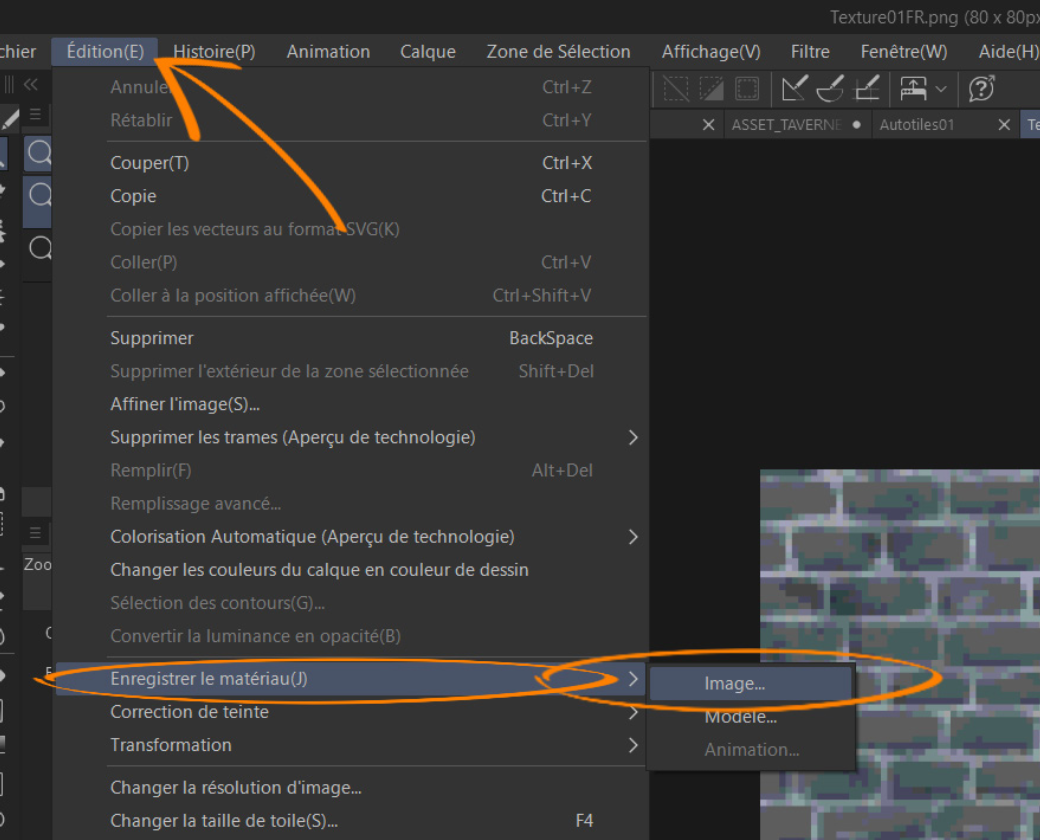 Texture01FR.png (80 x 80px
chier Édition(E) Histoire(P) Animation Calque Zone de Sélection Affichage(V) Filtre Fenêtre(W) Aide(H)
Annuler Ctrl+Z
Rétablir Ctrl+Y
ASSET_TAVERNE Autotiles01 Te
Couper(T) Ctrl+X
Copie Ctrl+C
Copier les vecteurs au format SVG(K)
Coller(P) Ctrl+V
Coller à la position affichée(W) Ctrl+Shift+V
Supprimer BackSpace
Supprimer l'extérieur de la zone sélectionnée Shift+Del
Affiner l'image(S)...
Supprimer les trames (Aperçu de technologie)
Remplir(F) Alt+Del
Remplissage avancé...
Colorisation Automatique (Aperçu de technologie)
Zoo
Changer les couleurs du calque en couleur de dessin
Sélection des contours(G)...
Convertir la luminance en opacité(B)
Enregistrer le matériau(J)
Image...
Correction de teinte
Modèle...
Transformation
Animation...
Changer la résolution d'image...
Changer la taille de toile(S)... F4